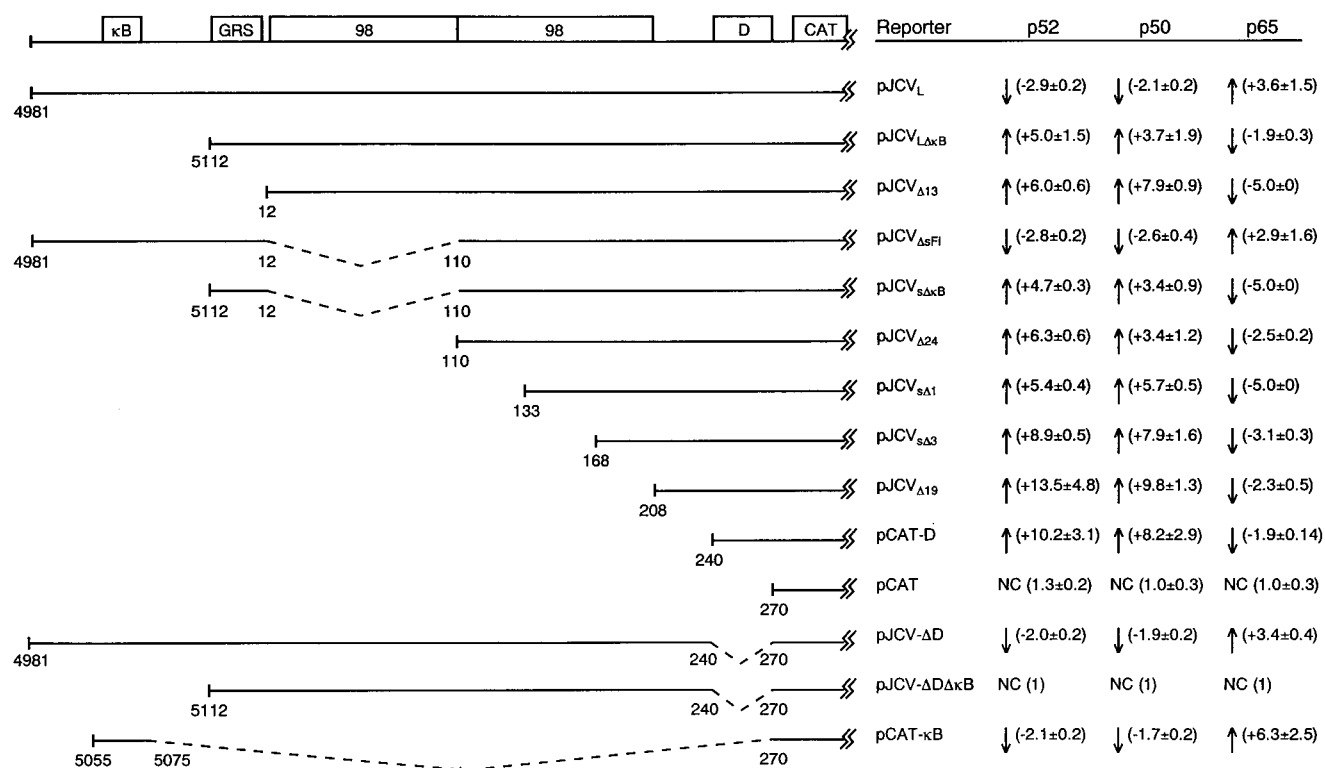 κB GRS 98 98 D CAT Reporter p52 p50 p65
pJCV_L (-2.9±0.2) (-2.1±0.2) (+3.6±1.5)
4981
pJCV_LΔκB (+5.0±1.5) (+3.7±1.9) (-1.9±0.3)
5112
pJCV_Δ13 (+6.0±0.6) (+7.9±0.9) (-5.0±0)
12
pJCV_ΔsFI (-2.8±0.2) (-2.6±0.4) (+2.9±1.6)
4981 12 110
pJCV_sΔκB (+4.7±0.3) (+3.4±0.9) (-5.0±0)
5112 12 110
pJCV_Δ24 (+6.3±0.6) (+3.4±1.2) (-2.5±0.2)
110
pJCV_sΔ1 (+5.4±0.4) (+5.7±0.5) (-5.0±0)
133
pJCV_sΔ3 (+8.9±0.5) (+7.9±1.6) (-3.1±0.3)
168
pJCV_Δ19 (+13.5±4.8) (+9.8±1.3) (-2.3±0.5)
208
pCAT-D (+10.2±3.1) (+8.2±2.9) (-1.9±0.14)
240
pCAT NC (1.3±0.2) NC (1.0±0.3) NC (1.0±0.3)
270
pJCV-ΔD (-2.0±0.2) (-1.9±0.2) (+3.4±0.4)
4981 240 270
pJCV-ΔDΔκB NC (1) NC (1) NC (1)
5112 240 270
pCAT-κB (-2.1±0.2) (-1.7±0.2) (+6.3±2.5)
5055 5075 270